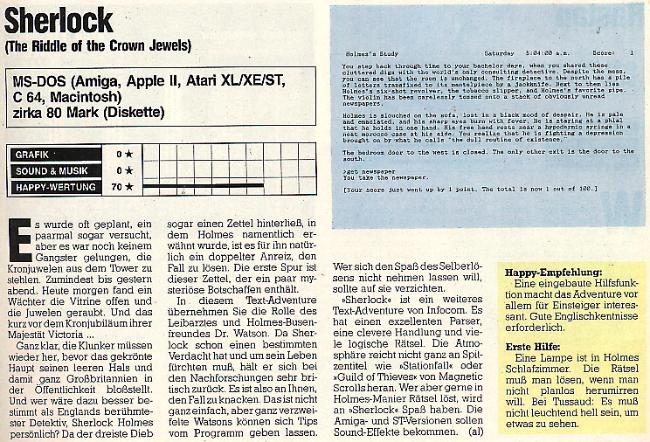 Sherlock
(The Riddle of the Crown Jewels)
MS-DOS (Amiga, Apple II, Atari XL/XE/ST,
C 64, Macintosh)
zirka 80 Mark (Diskette)
GRAFIK 0 ★
SOUND & MUSIK 0 ★
HAPPY-WERTUNG 70 ★
Holmes's Study Saturday 5:04:00 a.m. Score: 1
You step back through time to your bachelor days, when you shared these
cluttered digs with the world's only consulting detective. Despite the mess,
you can see that the room is unchanged. The fireplace to the north has a pile
of letters transfixed to its mantelpiece by a jackknife. Next to them lies
Holmes's six-shot revolver, the tobacco slipper, and Holmes's favorite pipe.
The violin has been carelessly tossed onto a stack of obviously unread
newspapers.
Holmes is slouched on the sofa, lost in a black mood of despair. He is pale
and emaciated, and his sharp eyes burn with fever. He is staring at a phial
that he holds in one hand. His free hand rests near a hypodermic syringe in a
neat morocco case at his side. You realize that he is fighting a depression
brought on by what he calls "the dull routine of existence."
The bedroom door to the west is closed. The only other exit is the door to the
south.
>get newspaper
You take the newspaper.
[Your score just went up by 1 point. The total is now 1 out of 100.]
Es wurde oft geplant, ein
paarmal sogar versucht,
aber es war noch keinem
Gangster gelungen, die
Kronjuwelen aus dem Tower zu
stehlen. Zumindest bis gestern
abend. Heute morgen fand ein
Wächter die Vitrine offen und
die Juwelen geraubt. Und das
kurz vor dem Kronjubiläum ihrer
Majestät Victoria ...
Ganz klar, die Klunker müssen
wieder her, bevor das gekrönte
Haupt seinen leeren Hals und
damit ganz Großbritannien in
der Öffentlichkeit bloßstellt.
Und wer wäre dazu besser be-
stimmt als Englands berühmte-
ster Detektiv, Sherlock Holmes
persönlich? Da der dreiste Dieb
sogar einen Zettel hinterließ, in
dem Holmes namentlich er-
wähnt wurde, ist es für ihn natür-
lich ein doppelter Anreiz, den
Fall zu lösen. Die erste Spur ist
dieser Zettel, der ein paar my-
steriöse Botschaften enthält.
In diesem Text-Adventure
übernehmen Sie die Rolle des
Leibarztes und Holmes-Busen-
freundes Dr. Watson. Da Sher-
lock schon einen bestimmten
Verdacht hat und um sein Leben
fürchten muß, hält er sich bei
den Nachforschungen sehr bri-
tisch zurück. Es ist also an Ihnen,
den Fall zu knacken. Das ist nicht
ganz einfach, aber ganz verzwei-
felte Watsons können sich Tips
vom Programm geben lassen.
Wer sich den Spaß des Selberlö-
sens nicht nehmen lassen will,
sollte auf sie verzichten.
»Sherlock« ist ein weiteres
Text-Adventure von Infocom. Es
hat einen exzellenten Parser,
eine clevere Handlung und vie-
le logische Rätsel. Die Atmo-
sphäre reicht nicht ganz an Spit-
zentitel wie »Stationfall« oder
»Guild of Thieves« von Magnetic
Scrolls heran. Wer aber gerne in
Holmes-Manier Rätsel löst, wird
an »Sherlock« Spaß haben. Die
Amiga- und ST-Versionen sollen
Sound-Effekte bekommen. (al)
Happy-Empfehlung:
Eine eingebaute Hilfsfunk-
tion macht das Adventure vor
allem für Einsteiger interes-
sant. Gute Englischkentnisse
erforderlich.
Erste Hilfe:
Eine Lampe ist in Holmes
Schlafzimmer. Die Rätsel
muß man lösen, wenn man
nicht planlos herumirren
will. Bei Tussaud: Es muß
nicht leuchtend hell sein, um
etwas zu sehen.